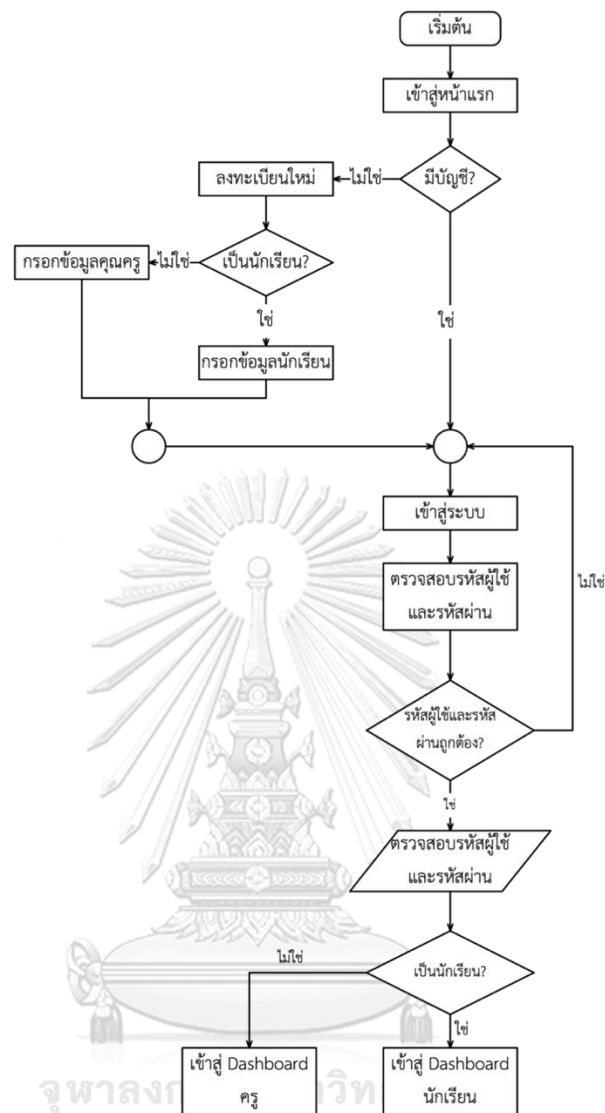 เริ่มต้น
เข้าสู่หน้าแรก
มีบัญชี?
ไม่ใช่
ลงทะเบียนใหม่
เป็นนักเรียน?
ไม่ใช่
กรอกข้อมูลคุณครู
ใช่
ใช่
กรอกข้อมูลนักเรียน
เข้าสู่ระบบ
ตรวจสอบรหัสผู้ใช้
และรหัสผ่าน
ไม่ใช่
รหัสผู้ใช้และรหัส
ผ่านถูกต้อง?
ใช่
ตรวจสอบรหัสผู้ใช้
และรหัสผ่าน
ไม่ใช่
เป็นนักเรียน?
ใช่
เข้าสู่ Dashboard
ครู
เข้าสู่ Dashboard
นักเรียน